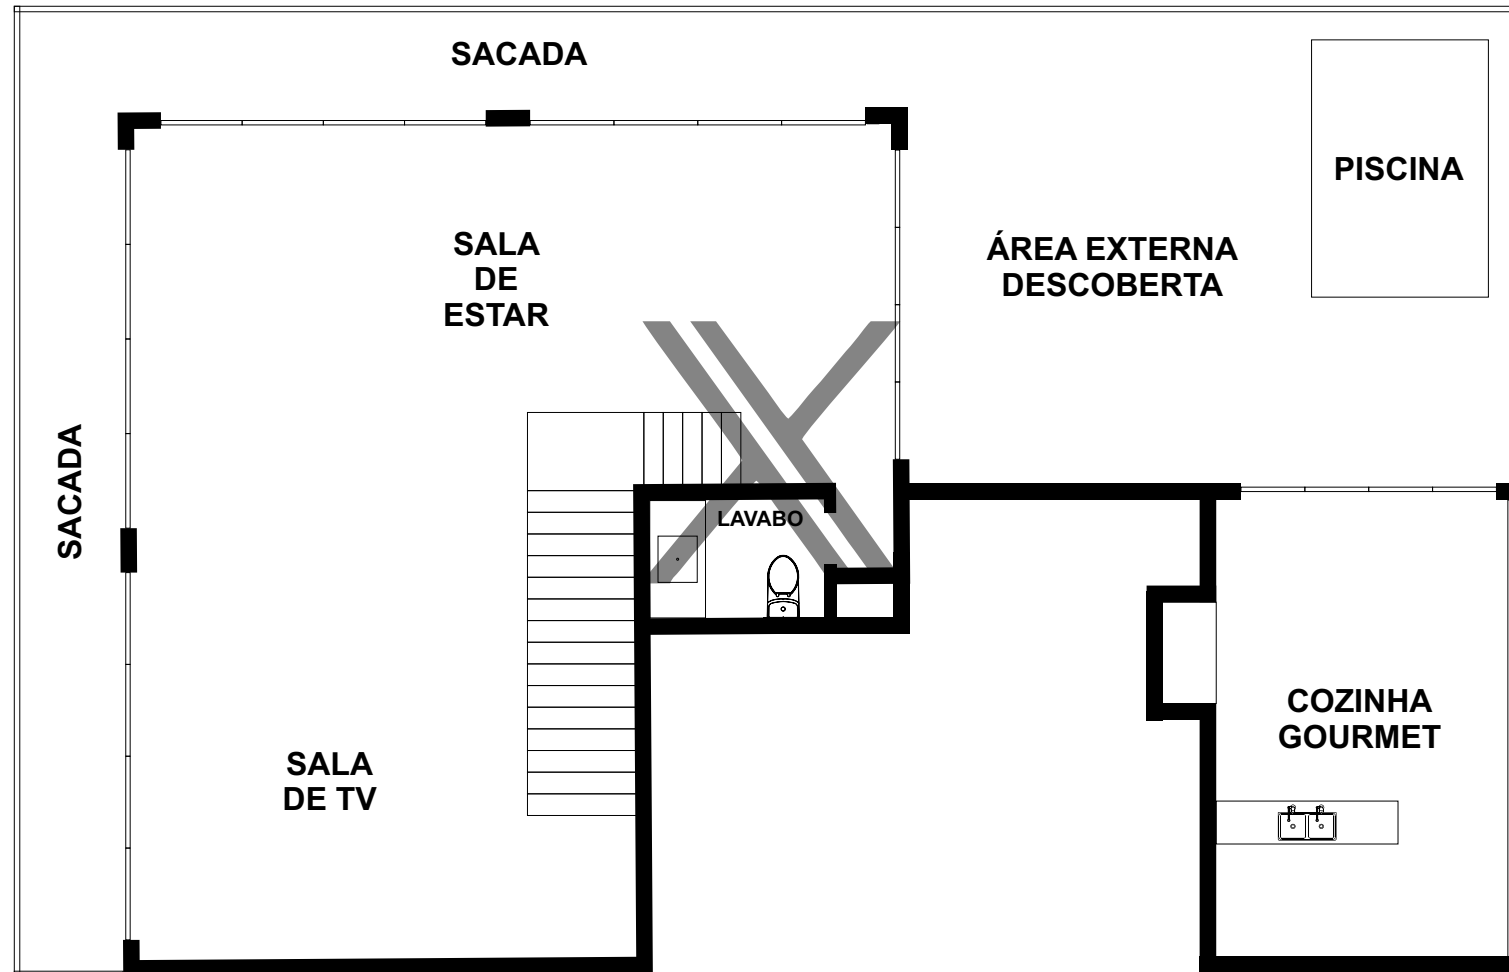 SACADA
PISCINA
SALA
DE
ESTAR
ÁREA EXTERNA
DESCOBERTA
SACADA
LAVABO
COZINHA
GOURMET
SALA
DE TV